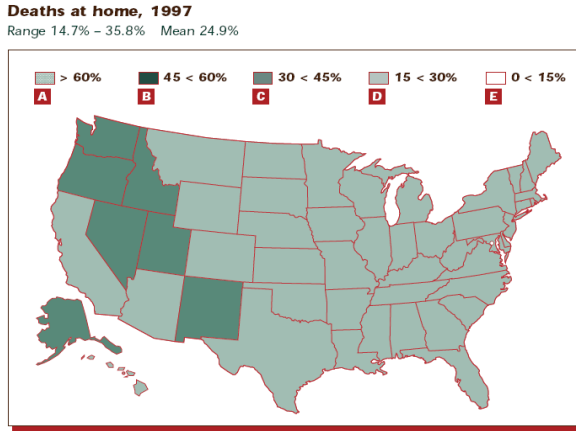 Deaths at home, 1997
Range 14.7% – 35.8% Mean 24.9%
> 60% 45 < 60% 30 < 45% 15 < 30% 0 < 15%
A B C D E